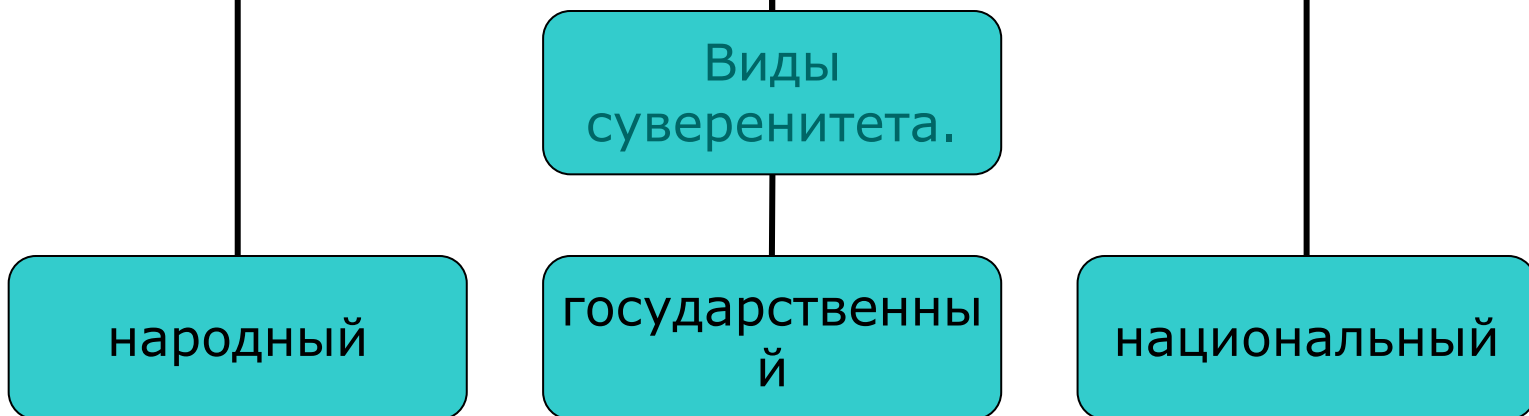 Виды
суверенитета.
народный
государственны
й
национальный